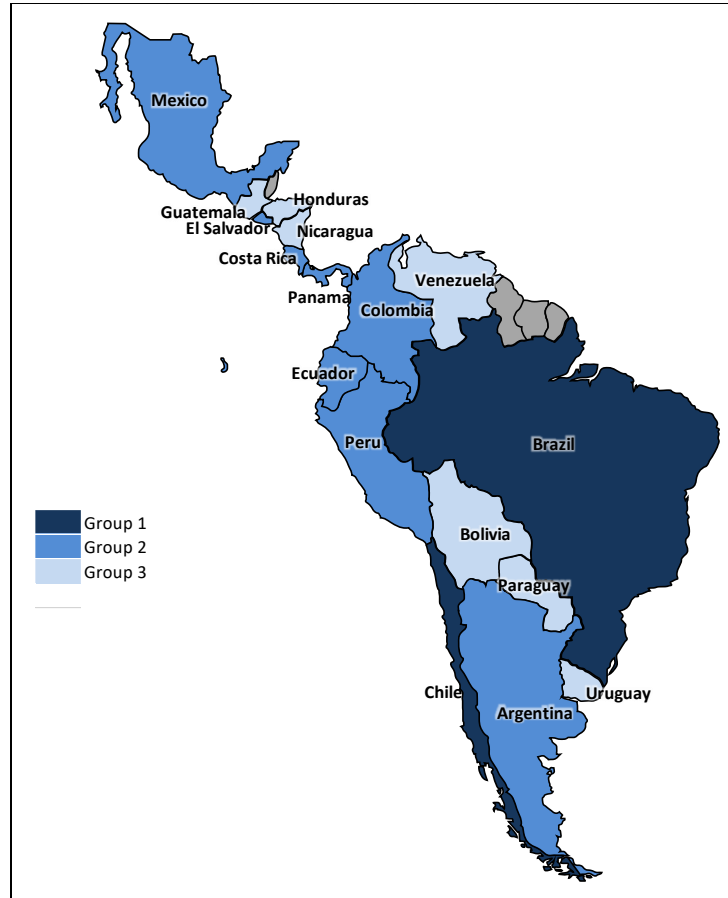 Mexico
Honduras
Guatemala
El Salvador
Nicaragua
Costa Rica
Venezuela
Panama
Colombia
Ecuador
Peru
Brazil
Group 1
Group 2
Group 3
Bolivia
Paraguay
Chile
Uruguay
Argentina